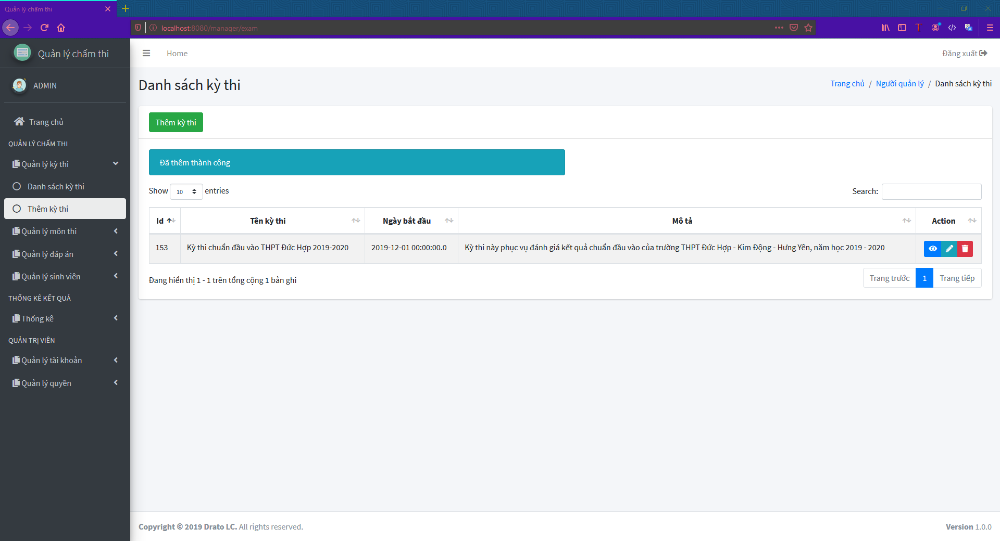 Quản lý chấm thi
localhost:8080/manager/exam
Quản lý chấm thi
Home
Đăng xuất
ADMIN
Danh sách kỳ thi
Trang chủ / Người quản lý / Danh sách kỳ thi
Trang chủ
QUẢN LÝ CHẤM THI
Quản lý kỳ thi
Danh sách kỳ thi
Thêm kỳ thi
Quản lý môn thi
Quản lý đáp án
Quản lý sinh viên
THỐNG KÊ KẾT QUẢ
Thống kê
QUẢN TRỊ VIÊN
Quản lý tài khoản
Quản lý quyền
Thêm kỳ thi
Đã thêm thành công
Show 10 entries
Search:
Id Tên kỳ thi Ngày bắt đầu Mô tả Action
153 Kỳ thi chuẩn đầu vào THPT Đức Hợp 2019-2020 2019-12-01 00:00:00.0 Kỳ thi này phục vụ đánh giá kết quả chuẩn đầu vào của trường THPT Đức Hợp - Kim Động - Hưng Yên, năm học 2019 - 2020
Đang hiển thị 1 - 1 trên tổng cộng 1 bản ghi
Trang trước 1 Trang tiếp
Copyright © 2019 Drato LC. All rights reserved.
Version 1.0.0